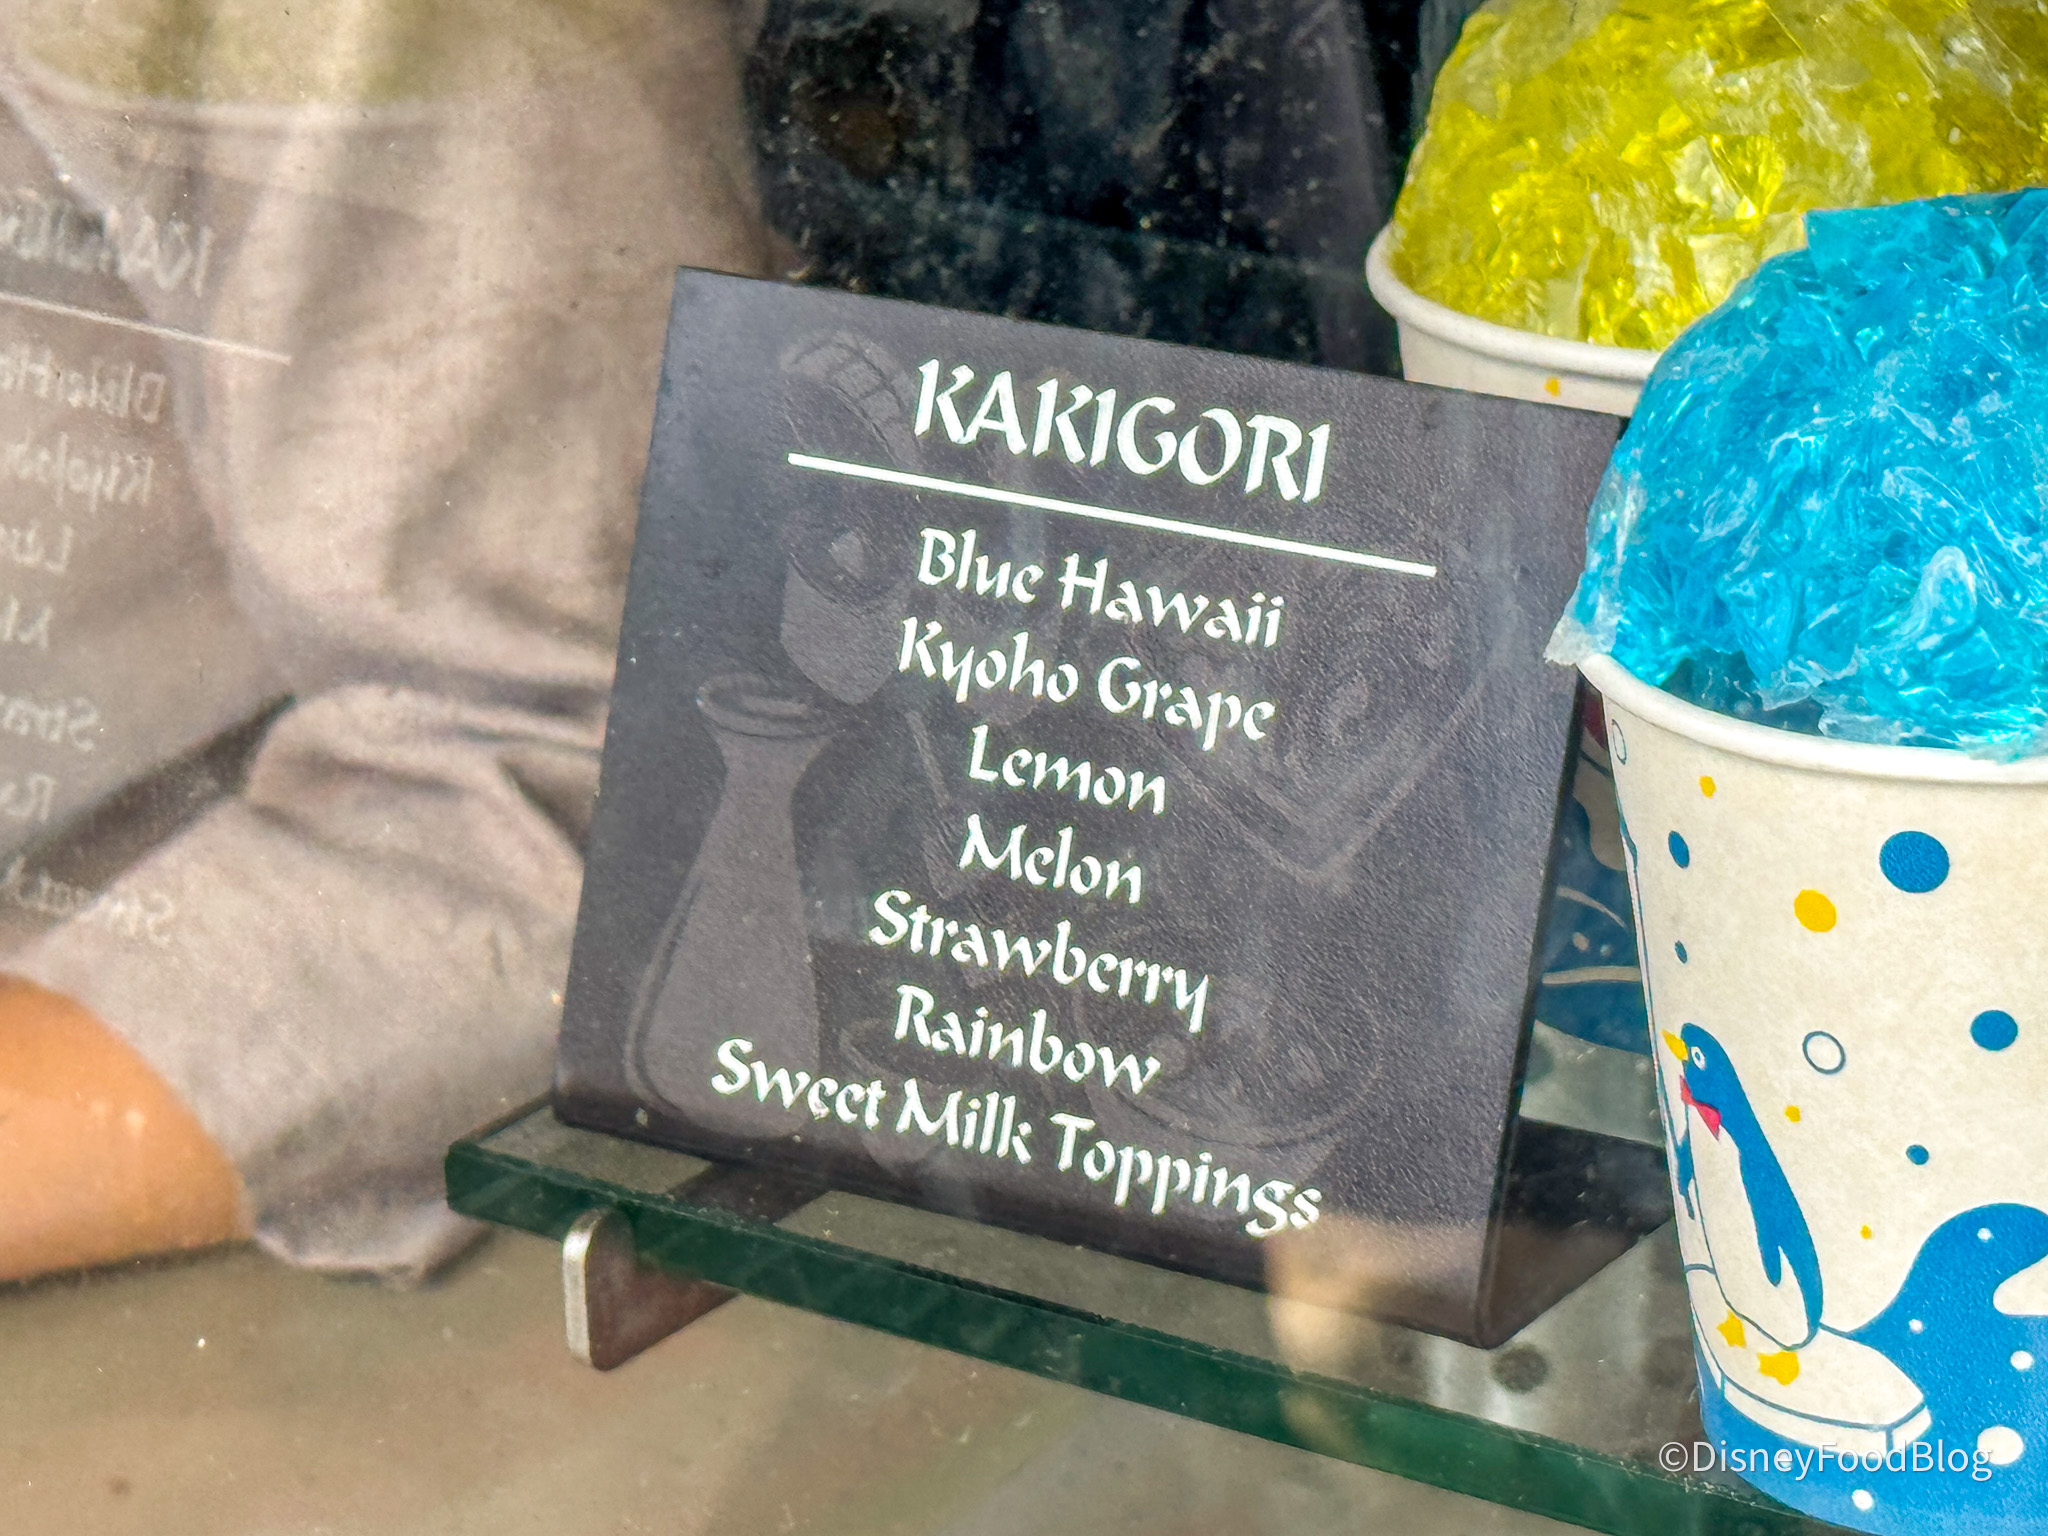 KAKIGORI
Blue Hawaii
Kyoho Grape
Lemon
Melon
Strawberry
Rainbow
Sweet Milk Toppings
©DisneyFoodBlog